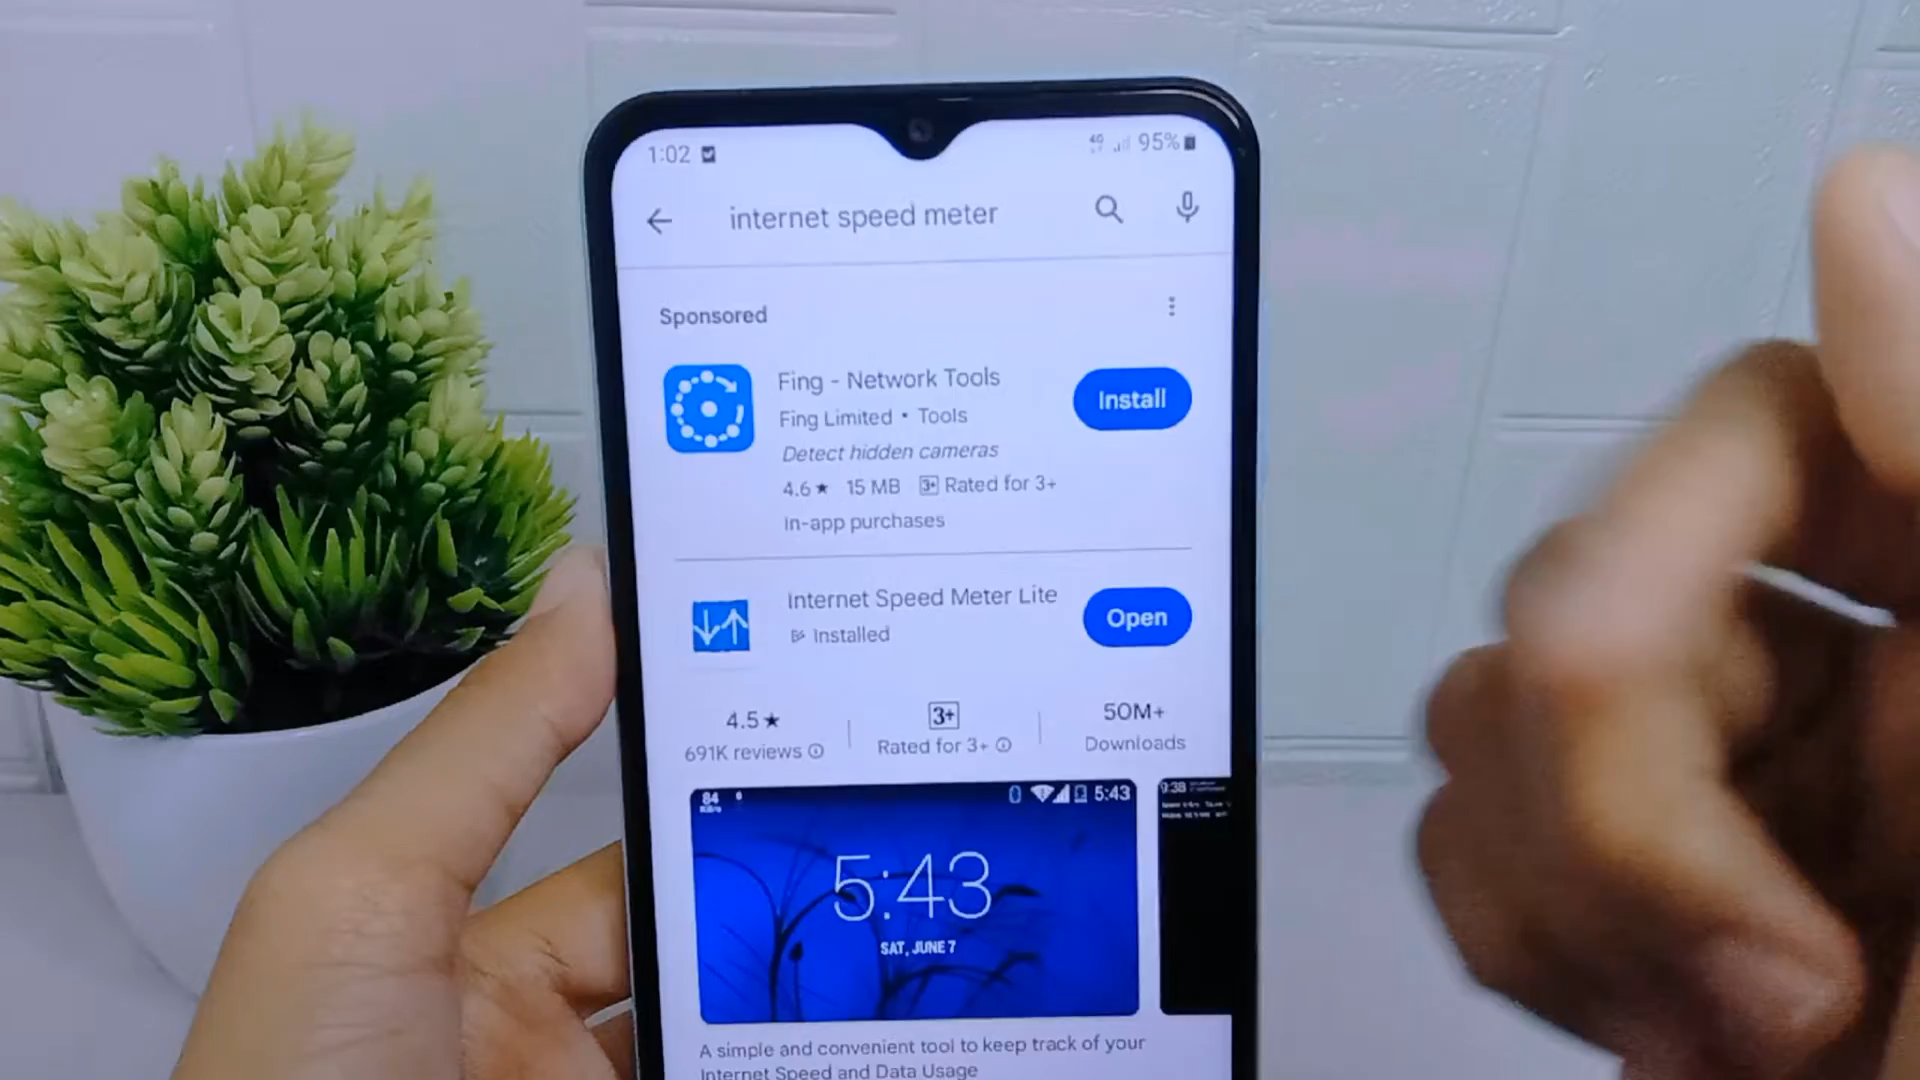 1:02
4G 95%
internet speed meter
Sponsored
Fing - Network Tools
Install
Fing Limited • Tools
Detect hidden cameras
4.6★ 15 MB 3+ Rated for 3+
In-app purchases
Internet Speed Meter Lite
Installed
Open
4.5★ 3+ 50M+
691K reviews Rated for 3+ Downloads
84 5:43
9:38
5:43
SAT, JUNE 7
A simple and convenient tool to keep track of your
Internet Speed and Data Usage